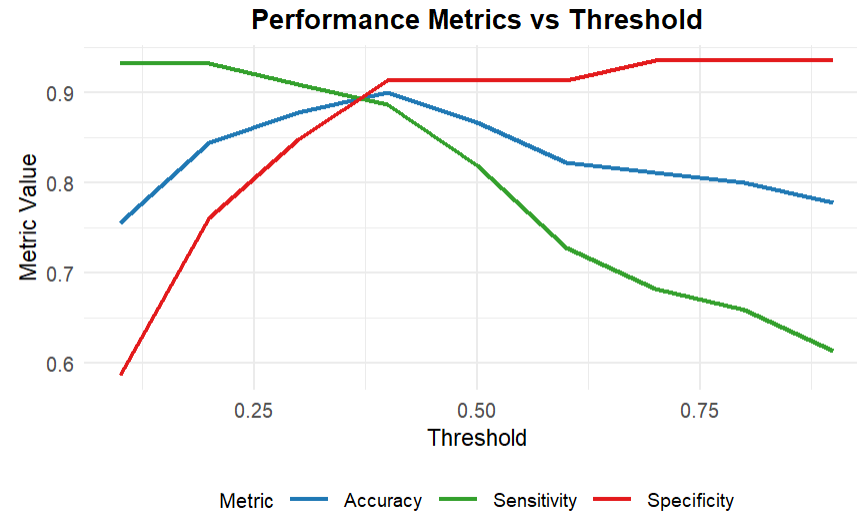 Performance Metrics vs Threshold
Metric Value
0.9
0.8
0.7
0.6
0.25 0.50 0.75
Threshold
Metric Accuracy Sensitivity Specificity